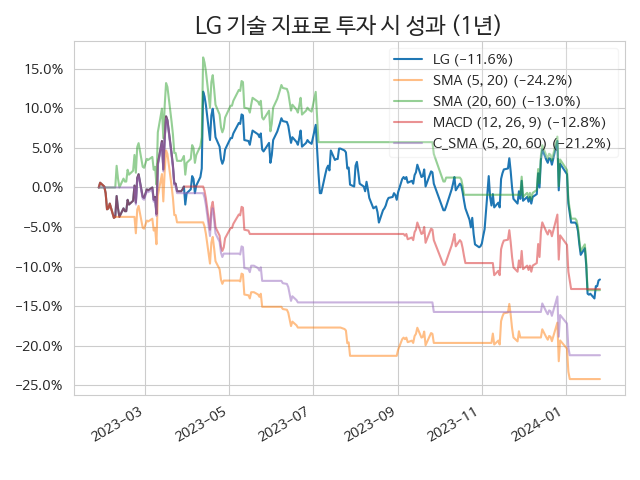 LG 기술 지표로 투자 시 성과 (1년)
LG (−11.6%)
SMA (5, 20) (−24.2%)
SMA (20, 60) (−13.0%)
MACD (12, 26, 9) (−12.8%)
C_SMA (5, 20, 60) (−21.2%)
15.0%
10.0%
5.0%
0.0%
−5.0%
−10.0%
−15.0%
−20.0%
−25.0%
2023−03
2023−05
2023−07
2023−09
2023−11
2024−01